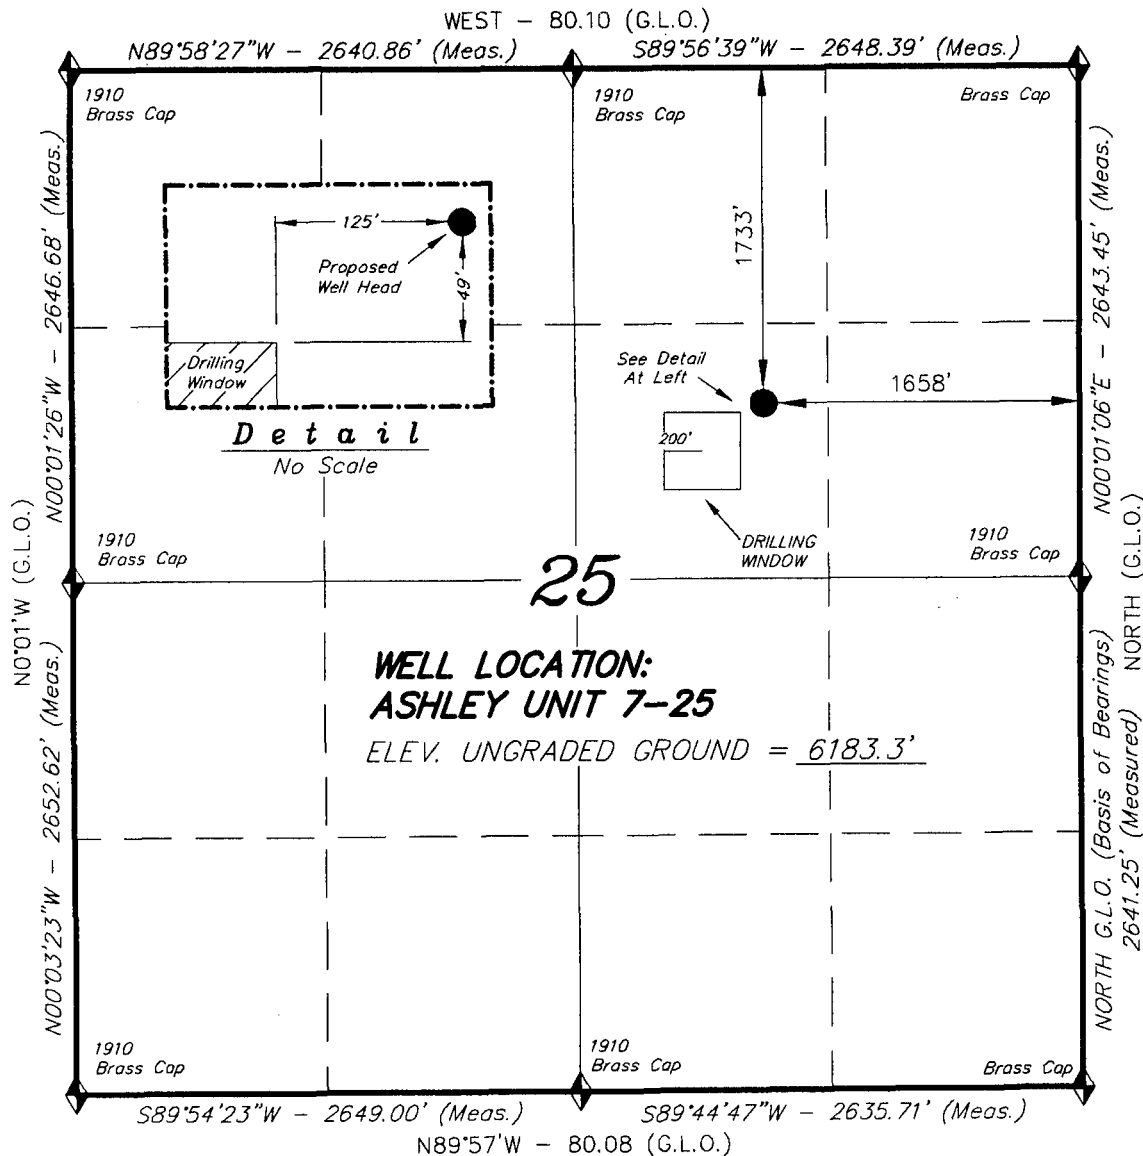 WEST – 80.10 (G.L.O.)
N89°58'27"W – 2640.86' (Meas.)
S89°56'39"W – 2648.39' (Meas.)
1910
Brass Cap
1910
Brass Cap
Brass Cap
N00°01'26"W – 2646.68' (Meas.)
125'
Proposed
Well Head
49'
Drilling
Window
Detail
No Scale
1733'
See Detail
At Left
1658'
200'
DRILLING
WINDOW
N00°01'06"E – 2643.45' (Meas.)
N0°01'W (G.L.O.)
NORTH (G.L.O.)
1910
Brass Cap
1910
Brass Cap
25
WELL LOCATION:
ASHLEY UNIT 7–25
ELEV. UNGRADED GROUND = 6183.3'
N00°03'23"W – 2652.62' (Meas.)
NORTH G.L.O. (Basis of Bearings)
2641.25' (Measured)
1910
Brass Cap
1910
Brass Cap
Brass Cap
S89°54'23"W – 2649.00' (Meas.)
S89°44'47"W – 2635.71' (Meas.)
N89°57'W – 80.08 (G.L.O.)